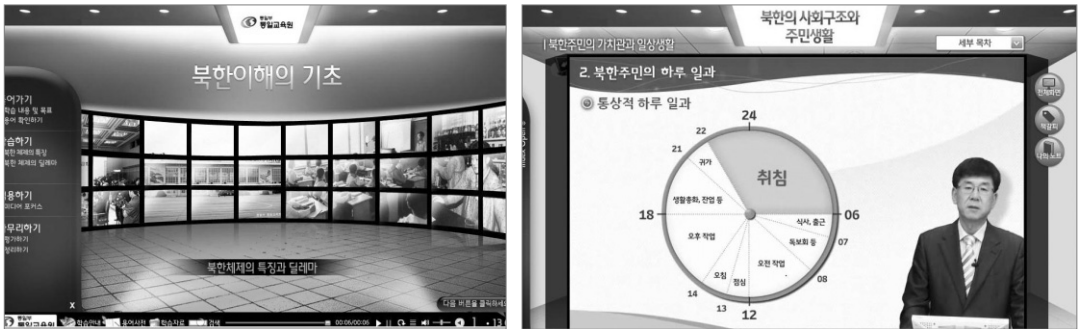 통일부
통일교육원
북한이해의 기초
어가기
학습 내용 및 목표
용어 확인하기
습하기
북한 체제의 특징
북한 체제의 딜레마
용하기
미디어 포커스
무리하기
평가하기
정리하기
북한체제의 특징과 딜레마
X
다음 버튼을 클릭하세
통일부
통일교육원
학습안내
용어사전
학습자료
검색
00:05/00:05
1
13
북한의 사회구조와
주민생활
북한주민의 가치관과 일상생활
세부 목차
2. 북한주민의 하루 일과
통상적 하루 일과
24
22
21
귀가
취침
생활총화, 잔업 등
18
06
식사, 출근
오후 작업
독보회 등
07
오전 작업
오침
점심
08
14
13
12
전체화면
책갈피
나의 노트